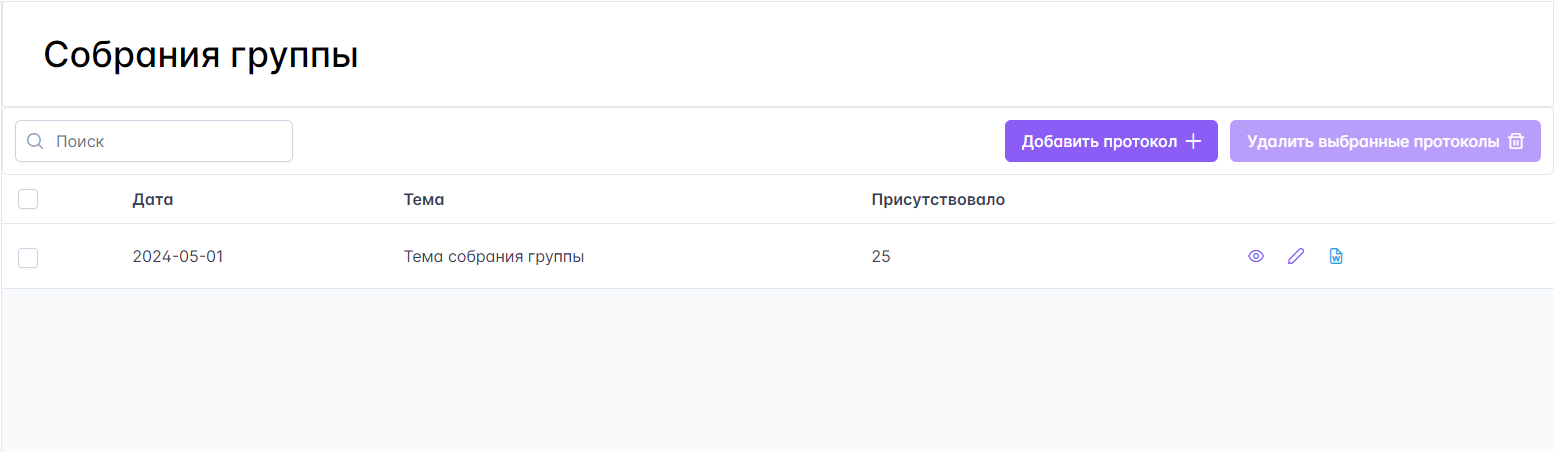 Собрания группы
Поиск
Добавить протокол
Удалить выбранные протоколы
Дата Тема Присутствовало
2024-05-01 Тема собрания группы 25